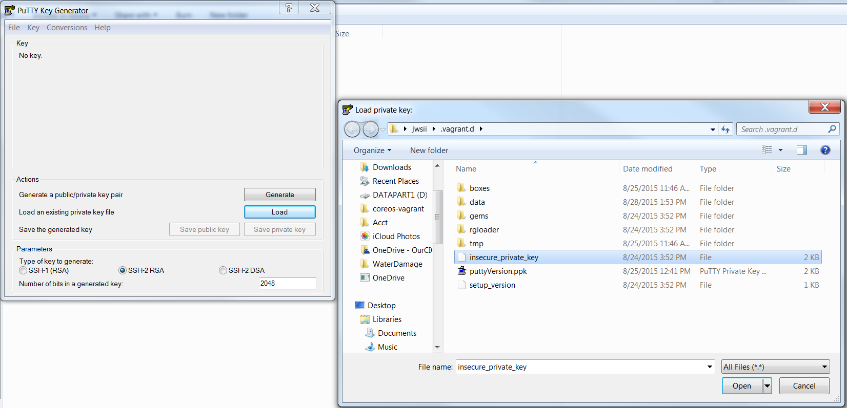 PuTTY Key Generator
File Key Conversions Help
Key
No key.
Actions
Generate a public/private key pair
Generate
Load an existing private key file
Load
Save the generated key
Save public key
Save private key
Parameters
Type of key to generate:
SSH-1 (RSA)
SSH-2 RSA
SSH-2 DSA
Number of bits in a generated key:
2048
Share with
Burn
New folder
Size
Load private key:
Jwsii
.vagrant.d
Search .vagrant.d
Organize
New folder
Downloads
Recent Places
DATAPART1 (D)
coreos-vagrant
Acct
iCloud Photos
OneDrive - OurCD
WaterDamage
OneDrive
Desktop
Libraries
Documents
Music
Name Date modified Type Size
boxes 8/25/2015 11:46 A... File folder
data 8/28/2015 1:53 PM File folder
gems 8/24/2015 3:52 PM File folder
rgloader 8/24/2015 3:52 PM File folder
tmp 8/25/2015 11:46 A... File folder
insecure_private_key 8/24/2015 3:52 PM File 2 KB
puttyVersion.ppk 8/25/2015 12:41 PM PuTTY Private Key ... 2 KB
setup_version 8/24/2015 3:52 PM File 1 KB
File name: insecure_private_key
All Files (*.*)
Open
Cancel